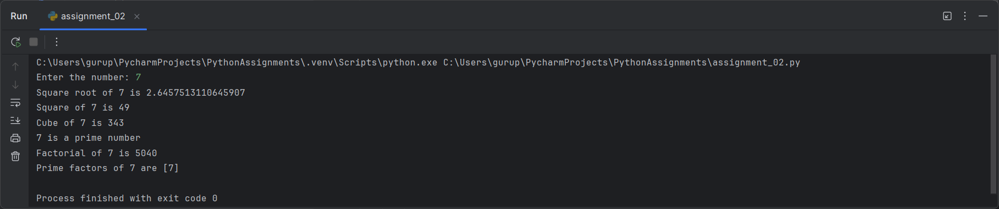 Run assignment_02
C:\Users\gurup\PycharmProjects\PythonAssignments\.venv\Scripts\python.exe C:\Users\gurup\PycharmProjects\PythonAssignments\assignment_02.py
Enter the number: 7
Square root of 7 is 2.6457513110645907
Square of 7 is 49
Cube of 7 is 343
7 is a prime number
Factorial of 7 is 5040
Prime factors of 7 are [7]
Process finished with exit code 0